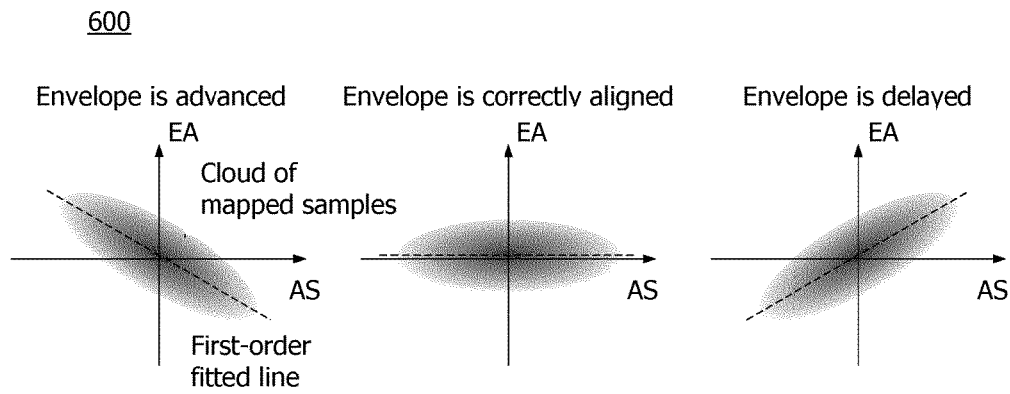 600
Envelope is advanced
Envelope is correctly aligned
Envelope is delayed
EA
EA
EA
Cloud of
mapped samples
AS
AS
AS
First-order
fitted line